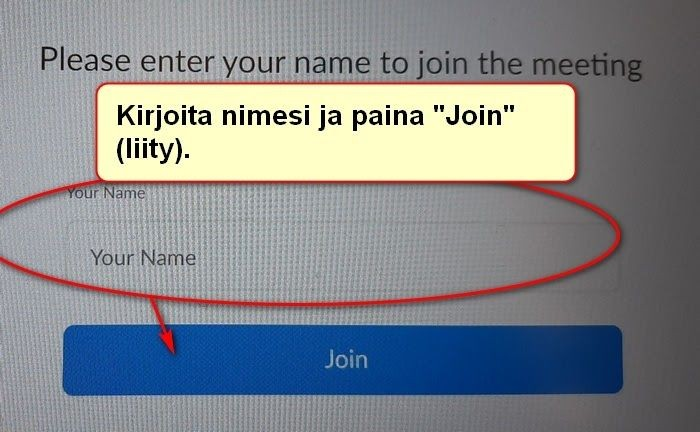 Please enter your name to join the meeting
Kirjoita nimesi ja paina "Join"
(liity).
Your Name
Your Name
Join